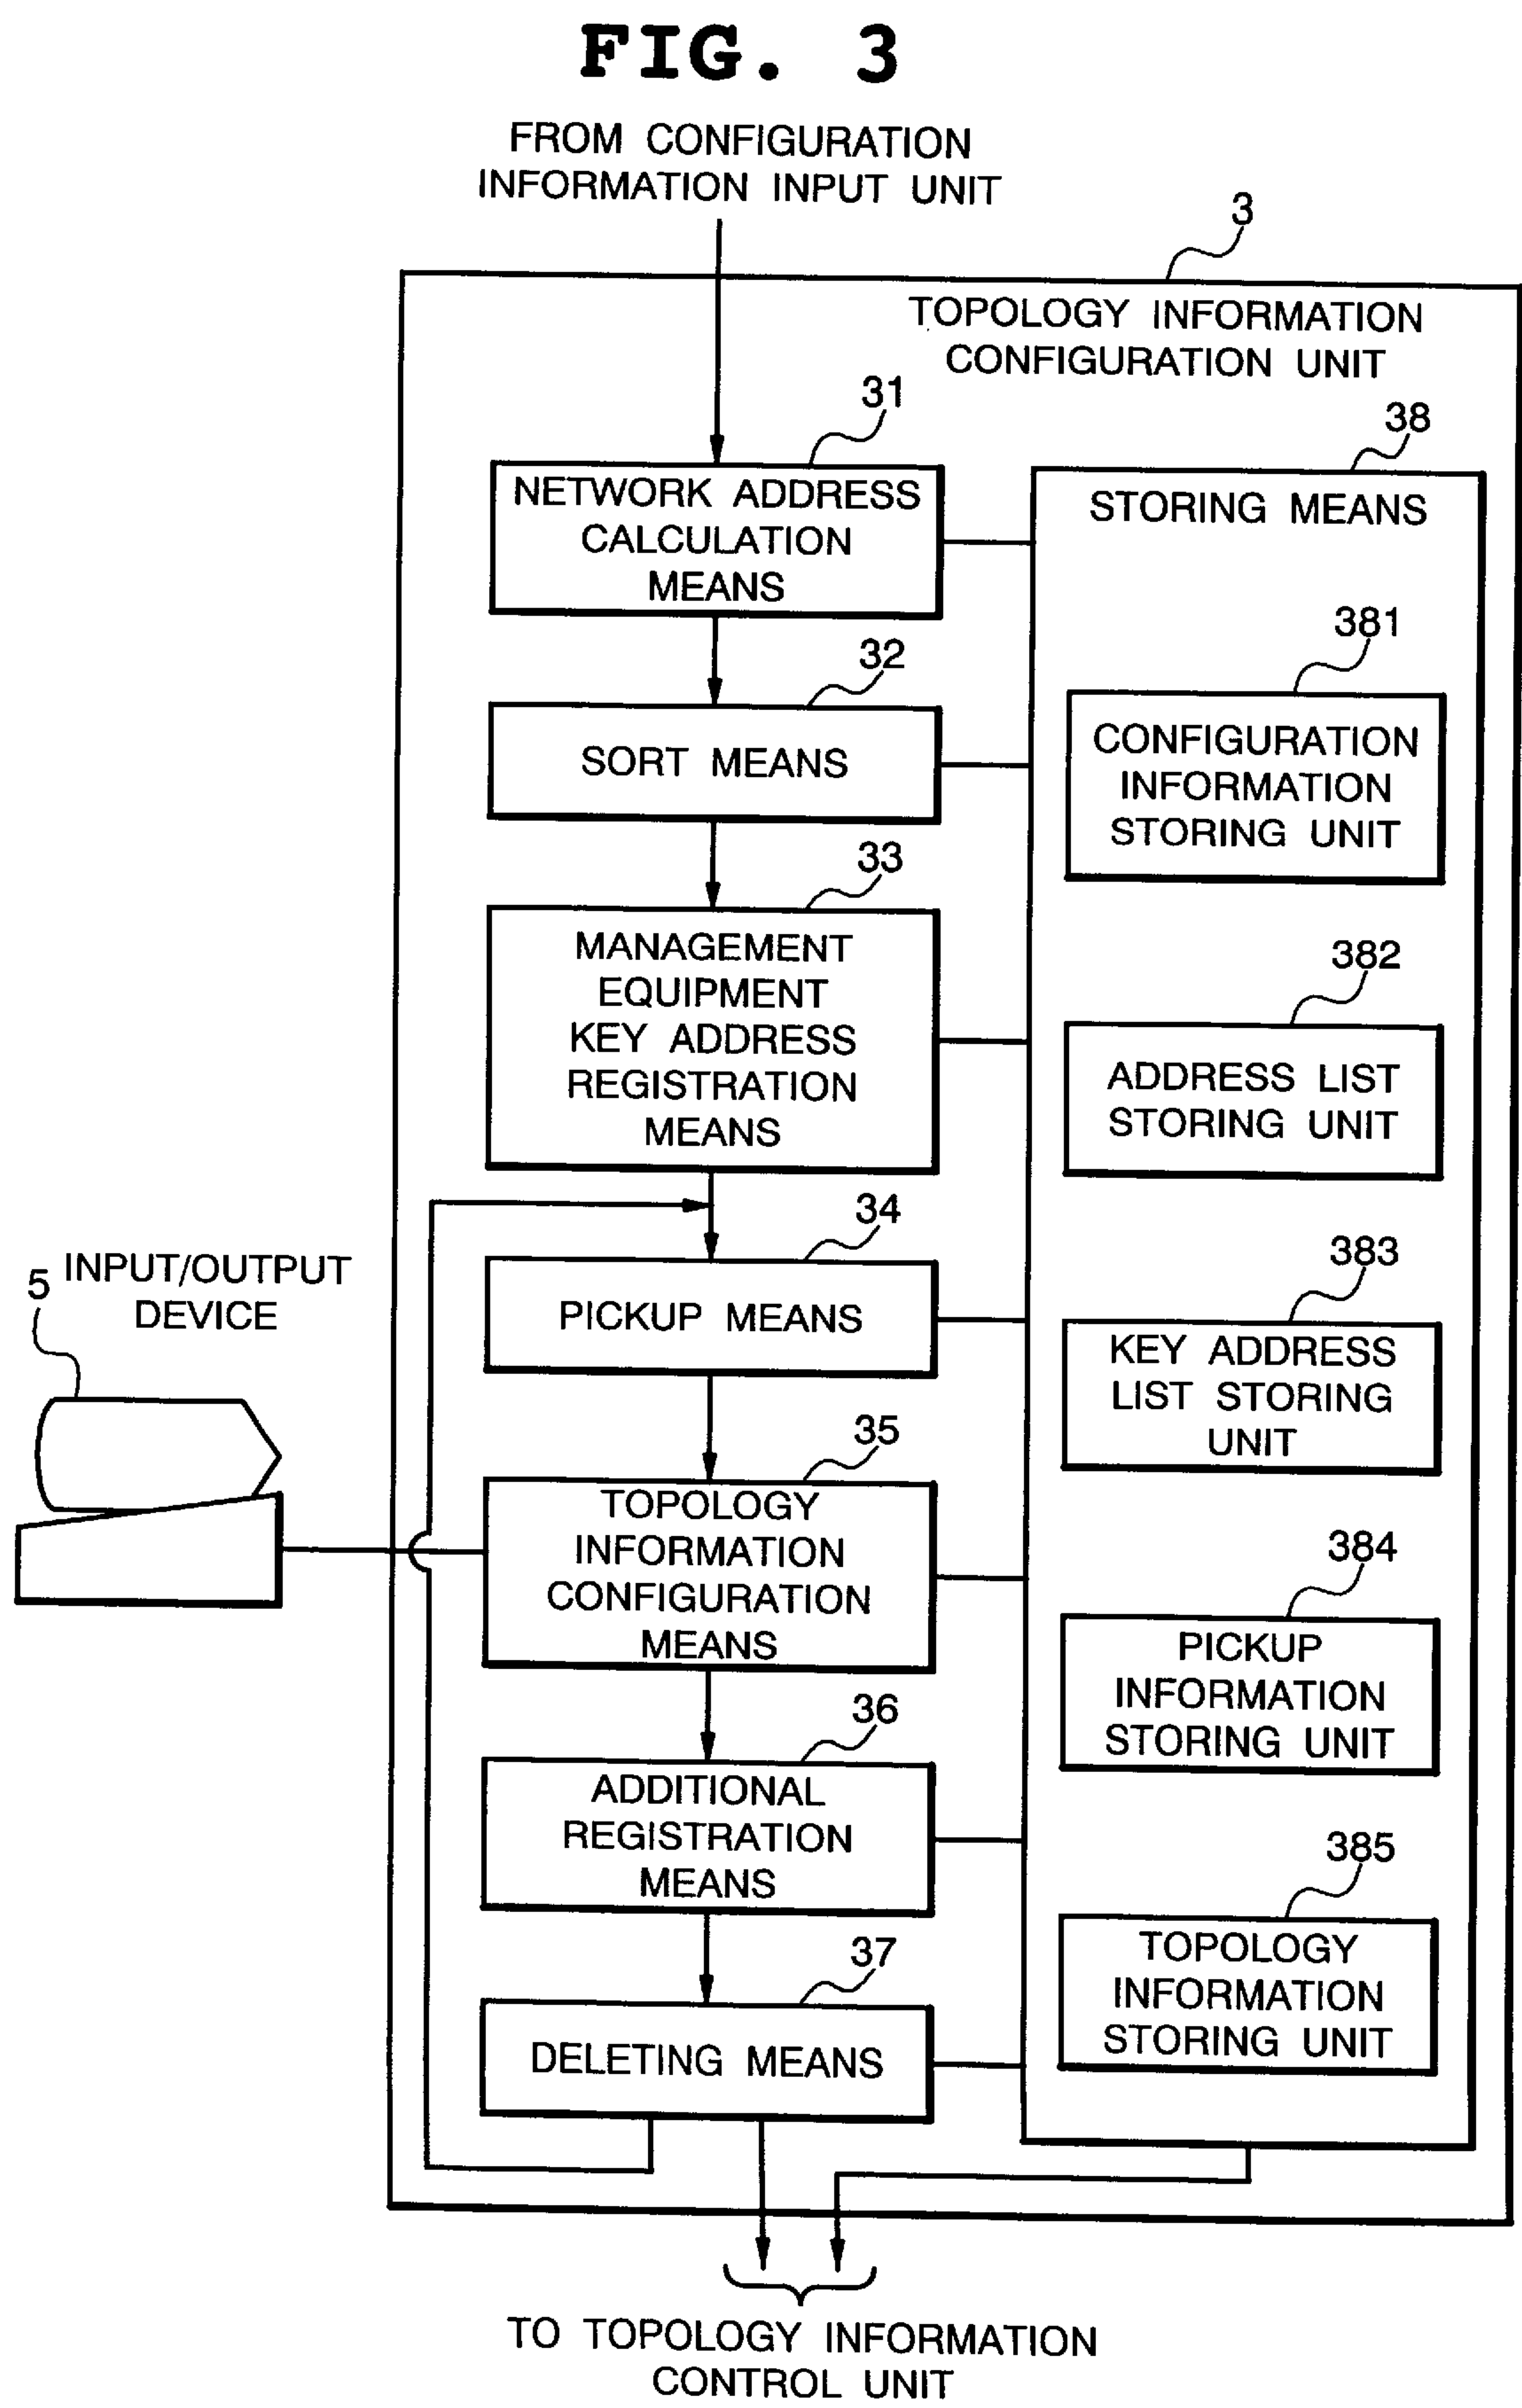 FIG. 3
FROM CONFIGURATION
INFORMATION INPUT UNIT
3
TOPOLOGY INFORMATION
CONFIGURATION UNIT
31
NETWORK ADDRESS
CALCULATION
MEANS
38
STORING MEANS
32
SORT MEANS
381
CONFIGURATION
INFORMATION
STORING UNIT
33
MANAGEMENT
EQUIPMENT
KEY ADDRESS
REGISTRATION
MEANS
382
ADDRESS LIST
STORING UNIT
34
PICKUP MEANS
383
KEY ADDRESS
LIST STORING
UNIT
5 INPUT/OUTPUT
DEVICE
35
TOPOLOGY
INFORMATION
CONFIGURATION
MEANS
384
PICKUP
INFORMATION
STORING UNIT
36
ADDITIONAL
REGISTRATION
MEANS
385
TOPOLOGY
INFORMATION
STORING UNIT
37
DELETING MEANS
TO TOPOLOGY INFORMATION
CONTROL UNIT